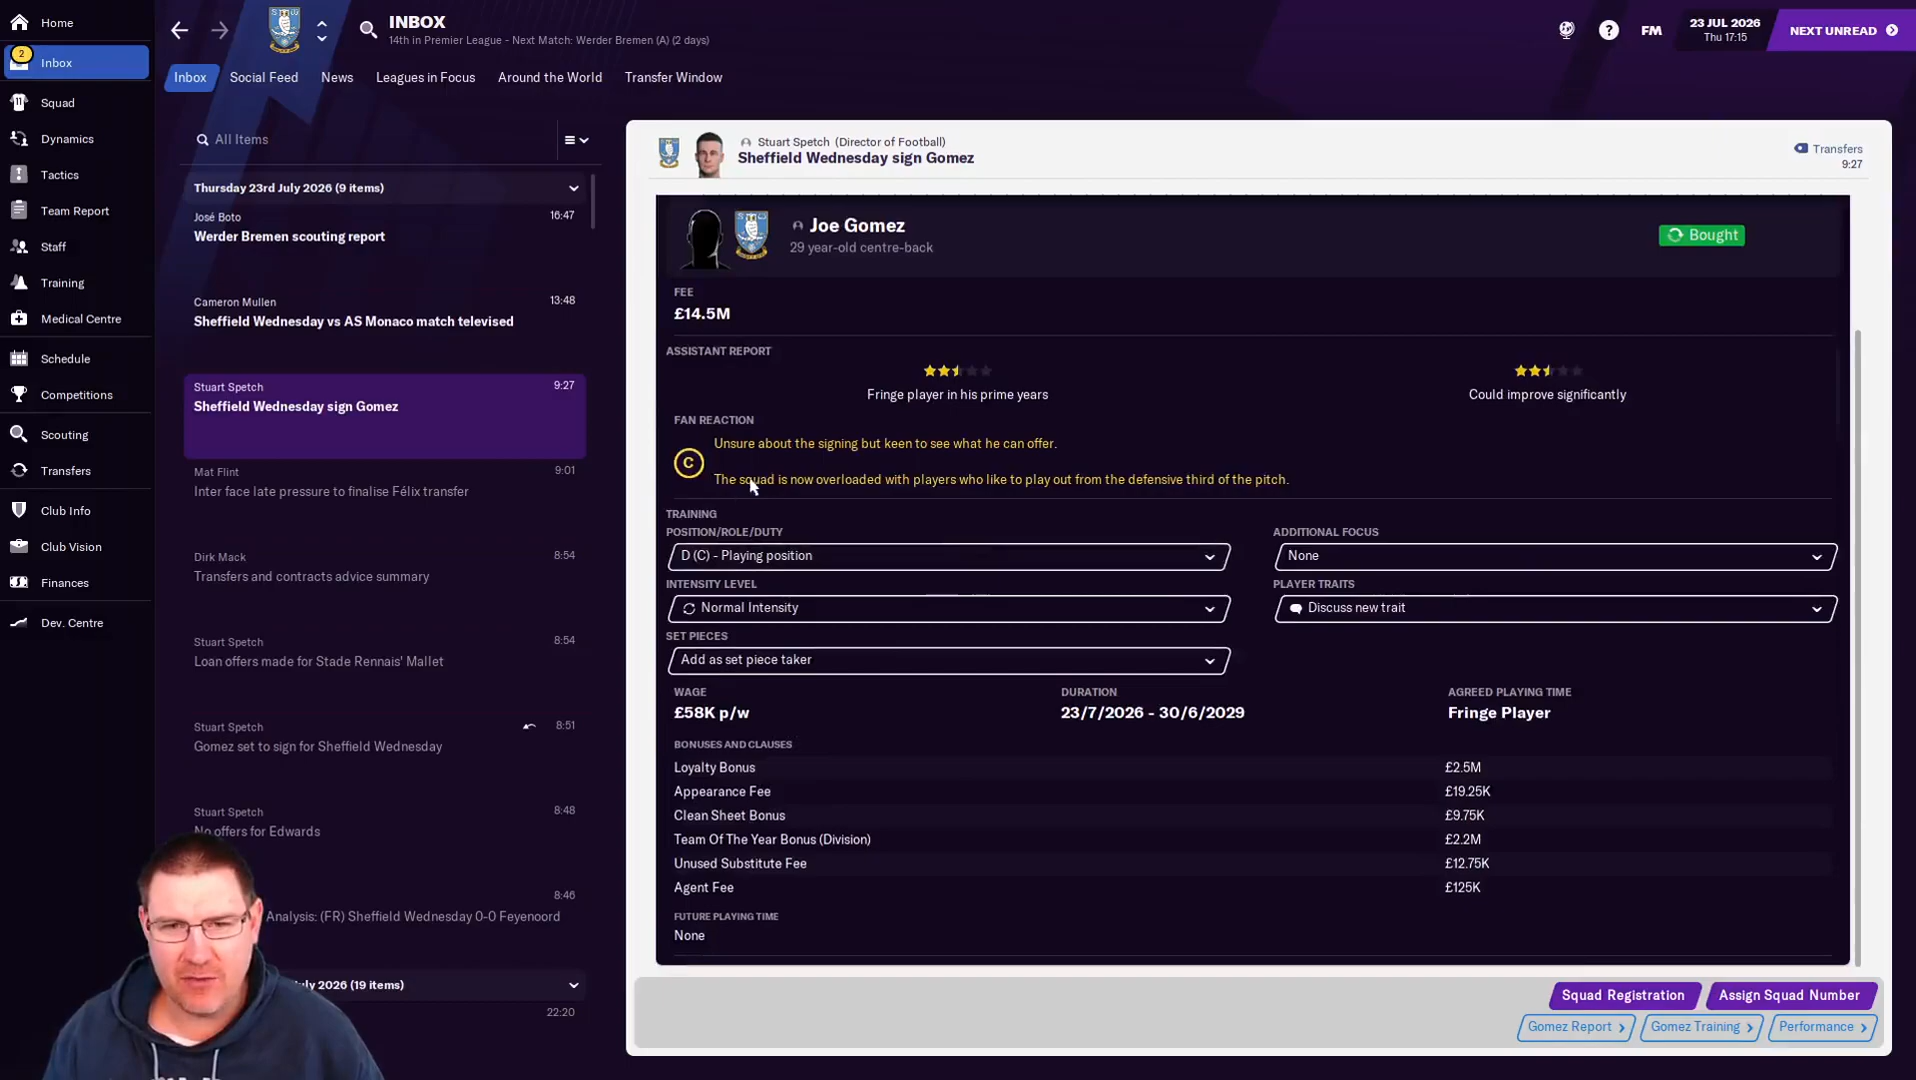 Home
2
Inbox
Squad
Dynamics
Tactics
Team Report
Staff
Training
Medical Centre
Schedule
Competitions
Scouting
Transfers
Club Info
Club Vision
Finances
Dev. Centre
INBOX
14th in Premier League - Next Match: Werder Bremen (A) (2 days)
FM
23 JUL 2026
Thu 17:15
NEXT UNREAD
Inbox
Social Feed
News
Leagues in Focus
Around the World
Transfer Window
All Items
Thursday 23rd July 2026 (9 items)
José Boto 16:47
Werder Bremen scouting report
Cameron Mullen 13:48
Sheffield Wednesday vs AS Monaco match televised
Stuart Spetch 9:27
Sheffield Wednesday sign Gomez
Mat Flint 9:01
Inter face late pressure to finalise Félix transfer
Dirk Mack 8:54
Transfers and contracts advice summary
Stuart Spetch 8:54
Loan offers made for Stade Rennais' Mallet
Stuart Spetch 8:51
Gomez set to sign for Sheffield Wednesday
Stuart Spetch 8:48
No offers for Edwards
8:46
Analysis: (FR) Sheffield Wednesday 0-0 Feyenoord
uly 2026 (19 items)
22:20
Stuart Spetch (Director of Football)
Sheffield Wednesday sign Gomez
Transfers
9:27
Joe Gomez
29 year-old centre-back
Bought
FEE
£14.5M
ASSISTANT REPORT
Fringe player in his prime years
Could improve significantly
FAN REACTION
C
Unsure about the signing but keen to see what he can offer.
The squad is now overloaded with players who like to play out from the defensive third of the pitch.
TRAINING
POSITION/ROLE/DUTY
D (C) - Playing position
ADDITIONAL FOCUS
None
INTENSITY LEVEL
Normal Intensity
PLAYER TRAITS
Discuss new trait
SET PIECES
Add as set piece taker
WAGE
£58K p/w
DURATION
23/7/2026 - 30/6/2029
AGREED PLAYING TIME
Fringe Player
BONUSES AND CLAUSES
Loyalty Bonus £2.5M
Appearance Fee £19.25K
Clean Sheet Bonus £9.75K
Team Of The Year Bonus (Division) £2.2M
Unused Substitute Fee £12.75K
Agent Fee £125K
FUTURE PLAYING TIME
None
Squad Registration
Assign Squad Number
Gomez Report
Gomez Training
Performance